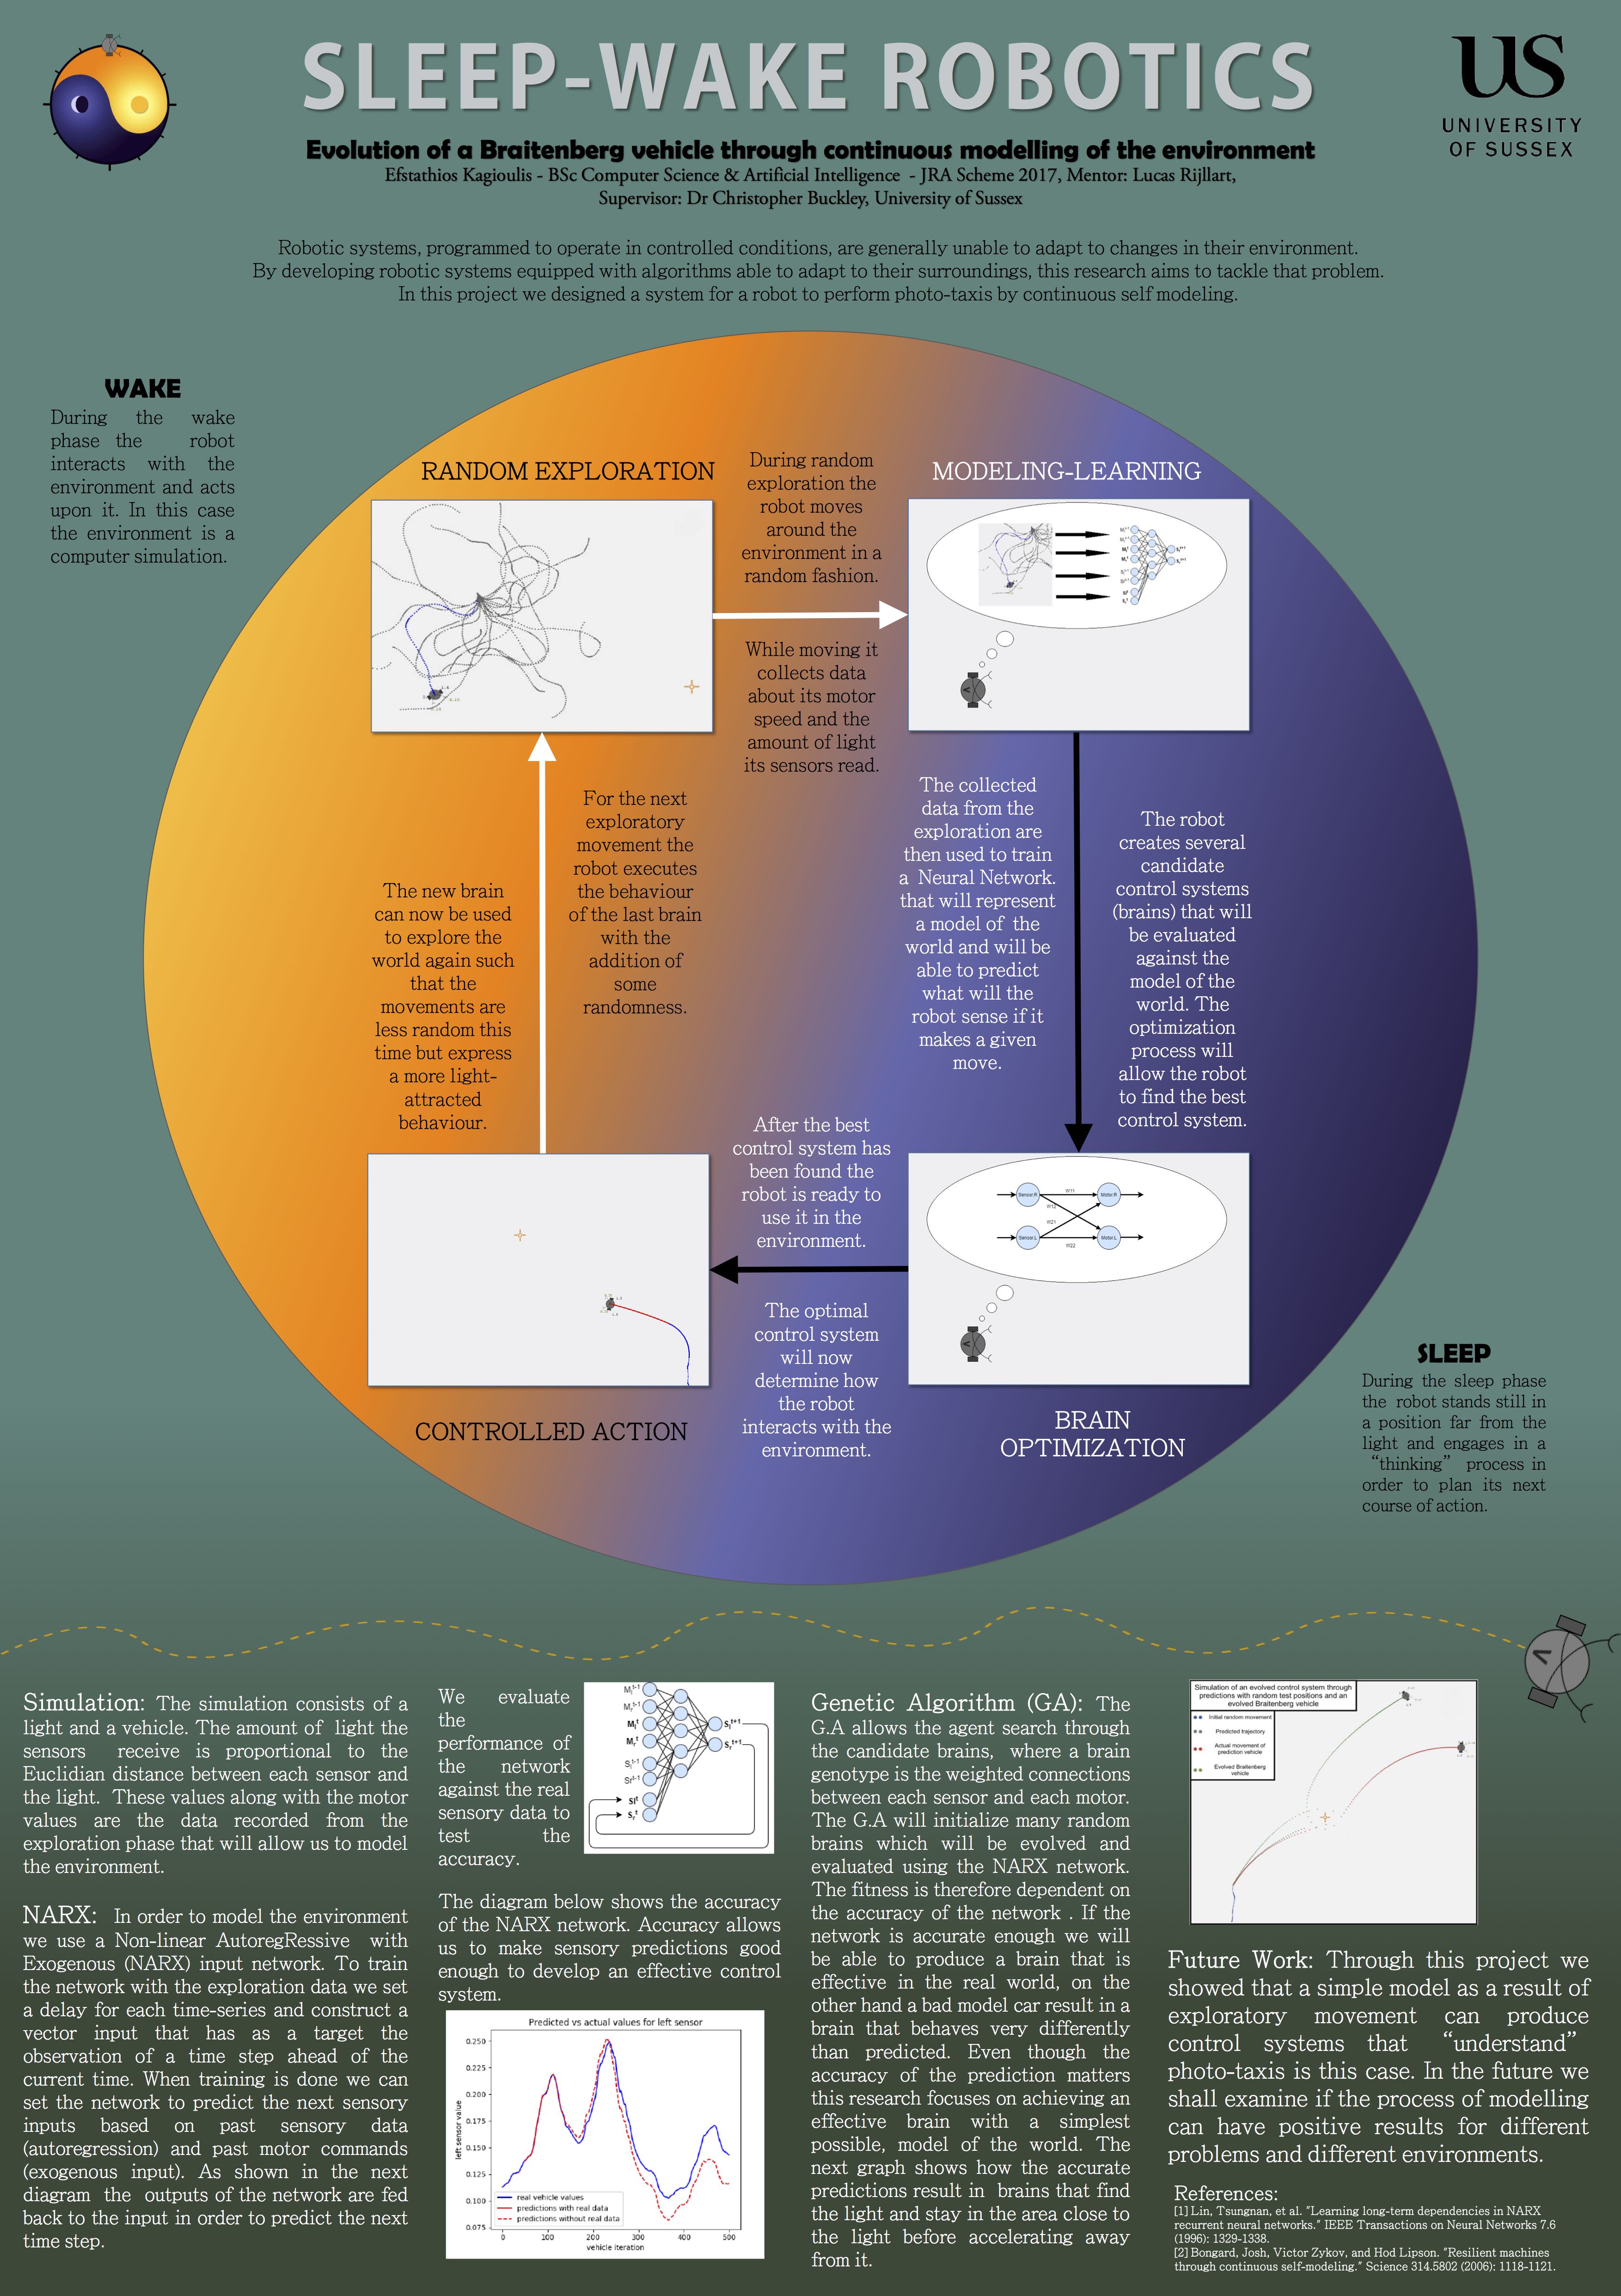 SLEEP-WAKE ROBOTICS
US
UNIVERSITY
OF SUSSEX
Evolution of a Braitenberg vehicle through continuous modelling of the environment
Efstathios Kagioulis - BSc Computer Science & Artificial Intelligence - JRA Scheme 2017, Mentor: Lucas Rijllart,
Supervisor: Dr Christopher Buckley, University of Sussex
Robotic systems, programmed to operate in controlled conditions, are generally unable to adapt to changes in their environment.
By developing robotic systems equipped with algorithms able to adapt to their surroundings, this research aims to tackle that problem.
In this project we designed a system for a robot to perform photo-taxis by continuous self modeling.
WAKE
During the wake
phase the robot
interacts with the
environment and acts
upon it. In this case
the environment is a
computer simulation.
RANDOM EXPLORATION
During random
exploration the
robot moves
around the
environment in a
random fashion.
While moving it
collects data
about its motor
speed and the
amount of light
its sensors read.
MODELING-LEARNING
The collected
data from the
exploration are
then used to train
a Neural Network.
that will represent
a model of the
world and will be
able to predict
what will the
robot sense if it
makes a given
move.
The robot
creates several
candidate
control systems
(brains) that will
be evaluated
against the
model of the
world. The
optimization
process will
allow the robot
to find the best
control system.
For the next
exploratory
movement the
robot executes
the behaviour
of the last brain
with the
addition of
some
randomness.
The new brain
can now be used
to explore the
world again such
that the
movements are
less random this
time but express
a more light-
attracted
behaviour.
After the best
control system has
been found the
robot is ready to
use it in the
environment.
The optimal
control system
will now
determine how
the robot
interacts with the
environment.
Sensor.R
W11
Motor.R
W12
W21
Sensor.L
W22
Motor.L
CONTROLLED ACTION
BRAIN
OPTIMIZATION
SLEEP
During the sleep phase
the robot stands still in
a position far from the
light and engages in a
“thinking” process in
order to plan its next
course of action.
Simulation: The simulation consists of a
light and a vehicle. The amount of light the
sensors receive is proportional to the
Euclidian distance between each sensor and
the light. These values along with the motor
values are the data recorded from the
exploration phase that will allow us to model
the environment.
NARX: In order to model the environment
we use a Non-linear AutoregRessive with
Exogenous (NARX) input network. To train
the network with the exploration data we set
a delay for each time-series and construct a
vector input that has as a target the
observation of a time step ahead of the
current time. When training is done we can
set the network to predict the next sensory
inputs based on past sensory data
(autoregression) and past motor commands
(exogenous input). As shown in the next
diagram the outputs of the network are fed
back to the input in order to predict the next
time step.
We evaluate
the
performance of
the network
against the real
sensory data to
test the
accuracy.
Ml t-1
Mr t-1
Ml t
Mr t
Sl t-1
Sr t-1
Sl t
Sr t
Sl t+1
Sr t+1
The diagram below shows the accuracy
of the NARX network. Accuracy allows
us to make sensory predictions good
enough to develop an effective control
system.
Predicted vs actual values for left sensor
left sensor value
0.250
0.225
0.200
0.175
0.150
0.125
0.100
0.075
real vehicle values
predictions with real data
predictions without real data
0 100 200 300 400 500
vehicle iteration
Genetic Algorithm (GA): The
G.A allows the agent search through
the candidate brains, where a brain
genotype is the weighted connections
between each sensor and each motor.
The G.A will initialize many random
brains which will be evolved and
evaluated using the NARX network.
The fitness is therefore dependent on
the accuracy of the network . If the
network is accurate enough we will
be able to produce a brain that is
effective in the real world, on the
other hand a bad model car result in a
brain that behaves very differently
than predicted. Even though the
accuracy of the prediction matters
this research focuses on achieving an
effective brain with a simplest
possible, model of the world. The
next graph shows how the accurate
predictions result in brains that find
the light and stay in the area close to
the light before accelerating away
from it.
Simulation of an evolved control system through
predictions with random test positions and an
evolved Braitenberg vehicle
Initial random movement
Predicted trajectory
Actual movement of
prediction vehicle
Evolved Braitenberg
vehicle
Future Work: Through this project we
showed that a simple model as a result of
exploratory movement can produce
control systems that “understand”
photo-taxis is this case. In the future we
shall examine if the process of modelling
can have positive results for different
problems and different environments.
References:
[1] Lin, Tsungnan, et al. "Learning long-term dependencies in NARX
recurrent neural networks." IEEE Transactions on Neural Networks 7.6
(1996): 1329-1338.
[2] Bongard, Josh, Victor Zykov, and Hod Lipson. "Resilient machines
through continuous self-modeling." Science 314.5802 (2006): 1118-1121.